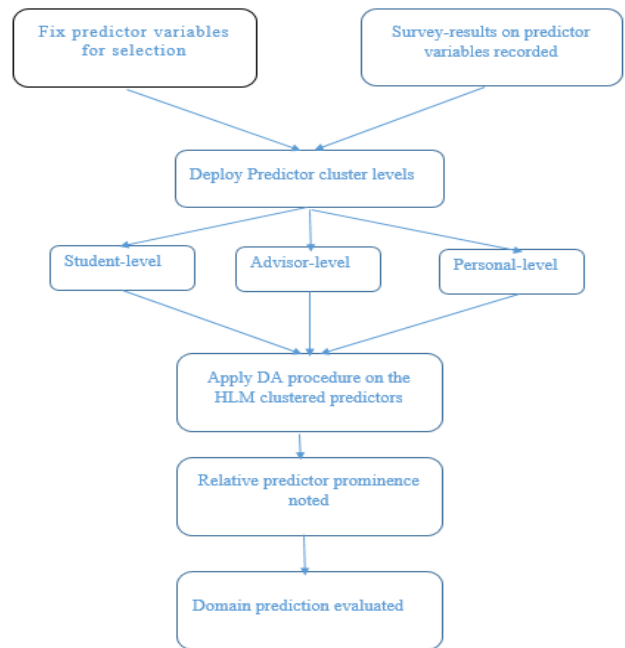 Fix predictor variables
for selection
Survey-results on predictor
variables recorded
Deploy Predictor cluster levels
Student-level
Advisor-level
Personal-level
Apply DA procedure on the
HLM clustered predictors
Relative predictor prominence
noted
Domain prediction evaluated